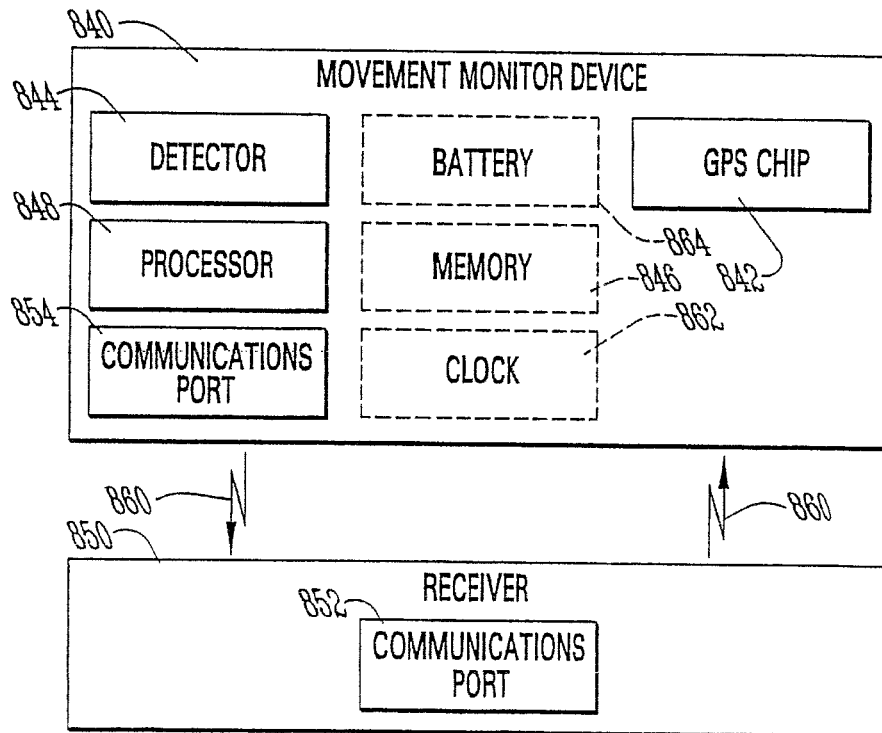 840
MOVEMENT MONITOR DEVICE
844
DETECTOR
BATTERY
GPS CHIP
848
864
PROCESSOR
MEMORY
846
842
854
862
COMMUNICATIONS
PORT
CLOCK
860
860
850
RECEIVER
852
COMMUNICATIONS
PORT